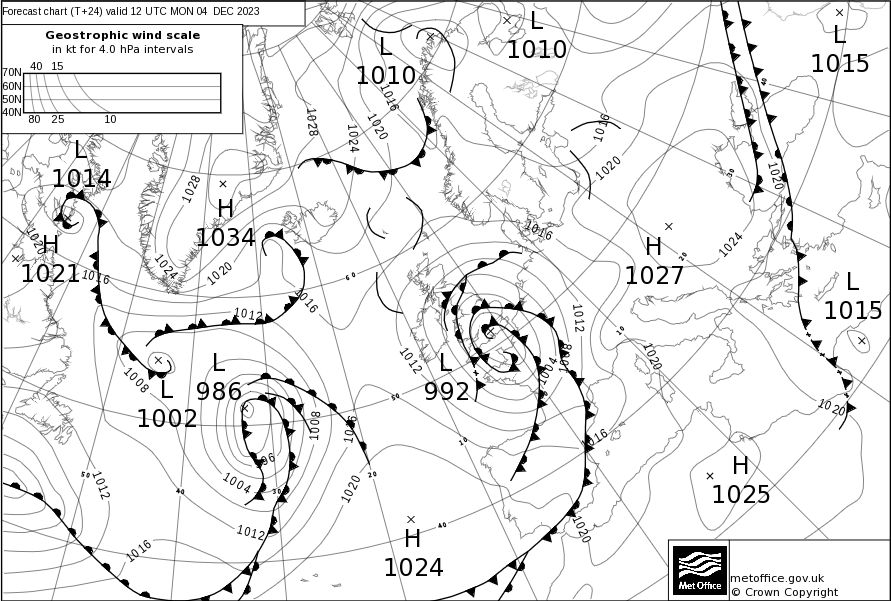 Forecast chart (T+24) valid 12 UTC MON 04 DEC 2023
Geostrophic wind scale
in kt for 4.0 hPa intervals
40 15
70N
60N
50N
40N
80 25 10
L
1010
L
1010
L
1015
L
1014
H
1021
H
1034
H
1027
L
1015
L
1002
L
986
L
992
H
1024
H
1025
1016
1020
1024
1028
1028
1024
1020
1016
1012
1016
1020
1016
1020
1024
1020
1016
1012
1012
1008
1008
1004
1012
1016
1020
1016
1012
1004
1008
1016
1020
1020
1020
60
50
40
30
20
10
50
40
20
10
40
30
Met Office
metoffice.gov.uk
© Crown Copyright